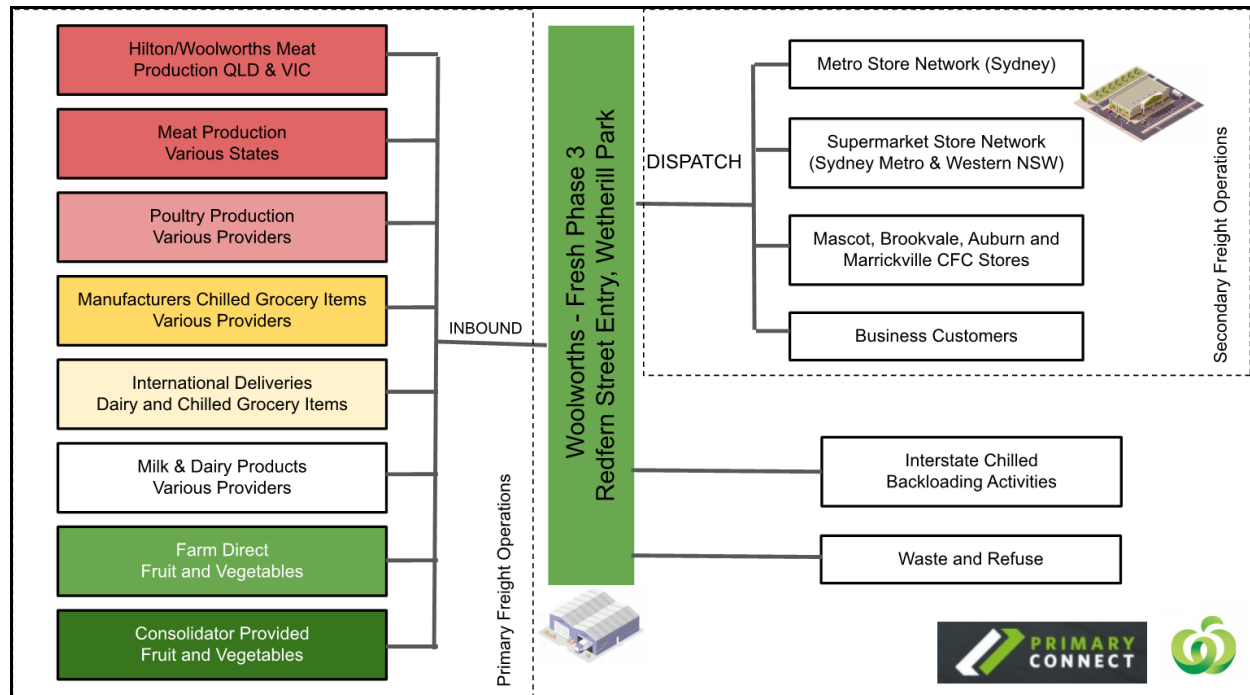 Hilton/Woolworths Meat
Production QLD & VIC
Meat Production
Various States
Poultry Production
Various Providers
Manufacturers Chilled Grocery Items
Various Providers
International Deliveries
Dairy and Chilled Grocery Items
Milk & Dairy Products
Various Providers
Farm Direct
Fruit and Vegetables
Consolidator Provided
Fruit and Vegetables
INBOUND
Primary Freight Operations
Woolworths - Fresh Phase 3
Redfern Street Entry, Wetherill Park
DISPATCH
Metro Store Network (Sydney)
Supermarket Store Network
(Sydney Metro & Western NSW)
Mascot, Brookvale, Auburn and
Marrickville CFC Stores
Business Customers
Secondary Freight Operations
Interstate Chilled
Backloading Activities
Waste and Refuse
PRIMARY
CONNECT